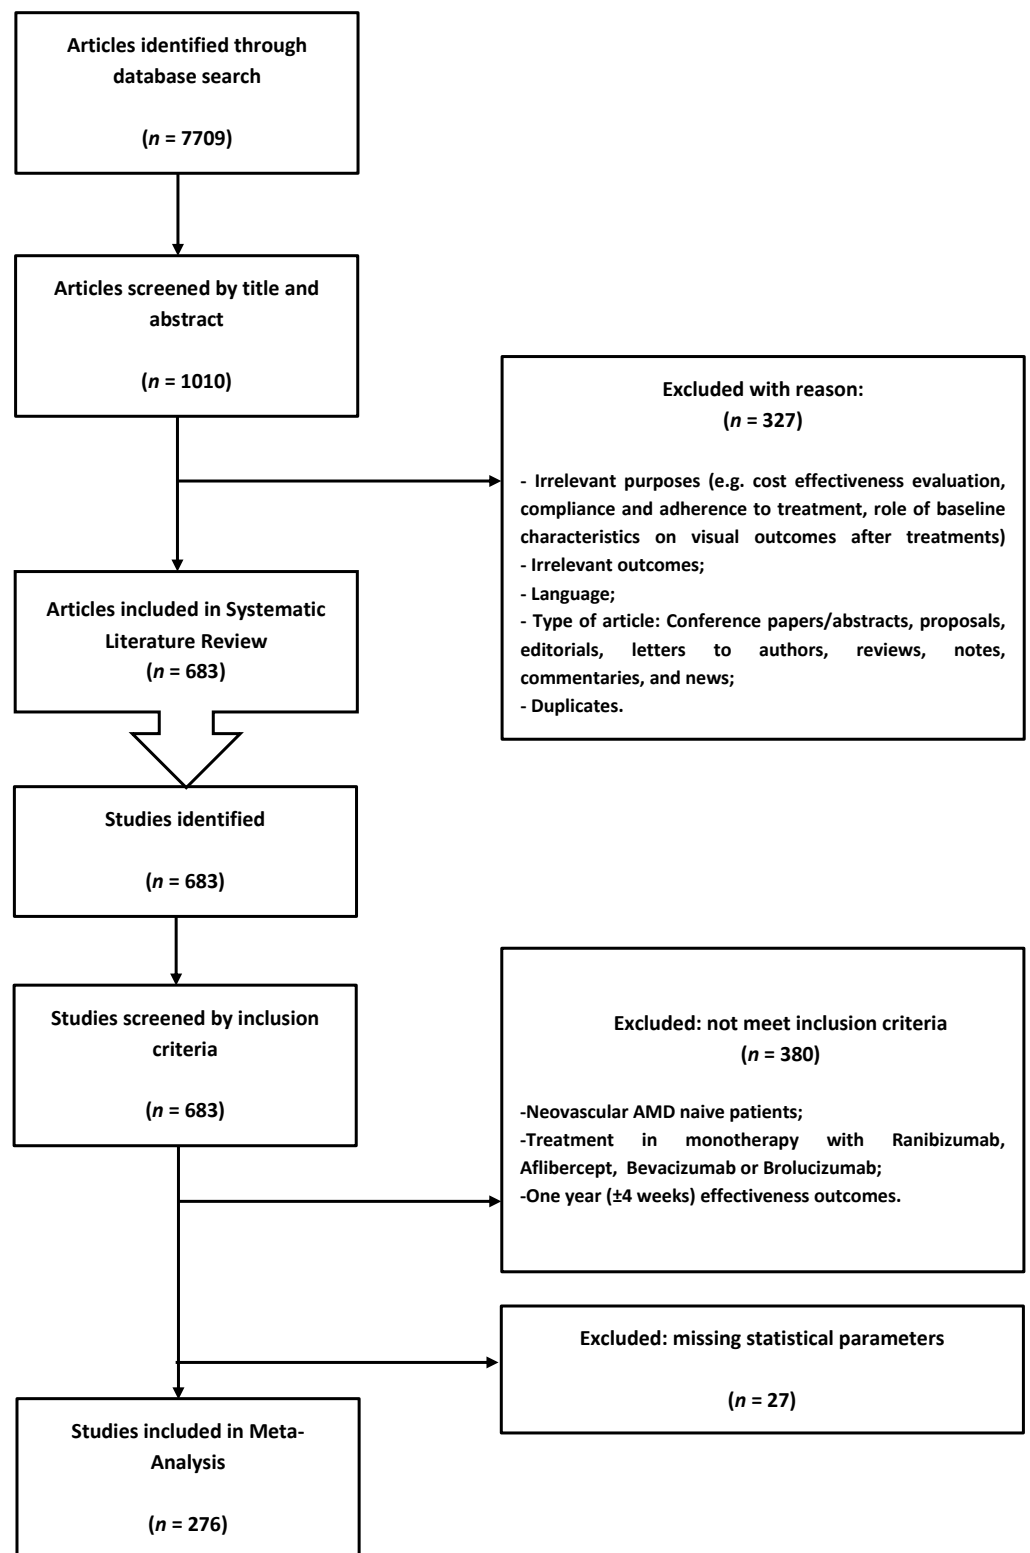 Articles identified through
database search
(n = 7709)
Articles screened by title and
abstract
(n = 1010)
Excluded with reason:
(n = 327)
- Irrelevant purposes (e.g. cost effectiveness evaluation,
compliance and adherence to treatment, role of baseline
characteristics on visual outcomes after treatments)
- Irrelevant outcomes;
- Language;
- Type of article: Conference papers/abstracts, proposals,
editorials, letters to authors, reviews, notes,
commentaries, and news;
- Duplicates.
Articles included in Systematic
Literature Review
(n = 683)
Studies identified
(n = 683)
Studies screened by inclusion
criteria
(n = 683)
Excluded: not meet inclusion criteria
(n = 380)
-Neovascular AMD naive patients;
-Treatment in monotherapy with Ranibizumab,
Aflibercept, Bevacizumab or Brolucizumab;
-One year (±4 weeks) effectiveness outcomes.
Excluded: missing statistical parameters
(n = 27)
Studies included in Meta-
Analysis
(n = 276)